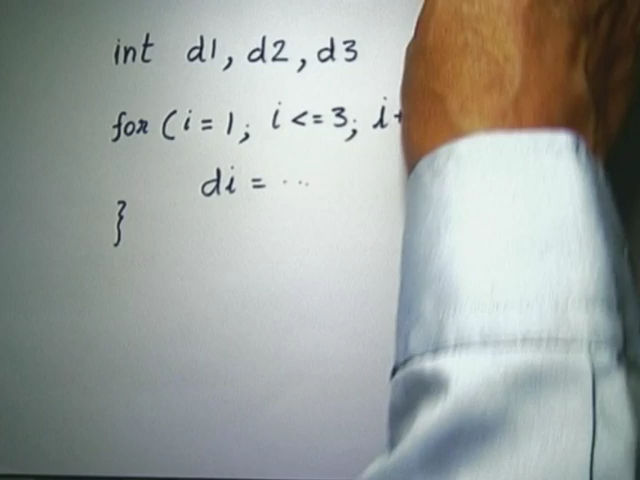 int d1, d2, d3
for (i = 1; i <= 3; i+
di = ...
}